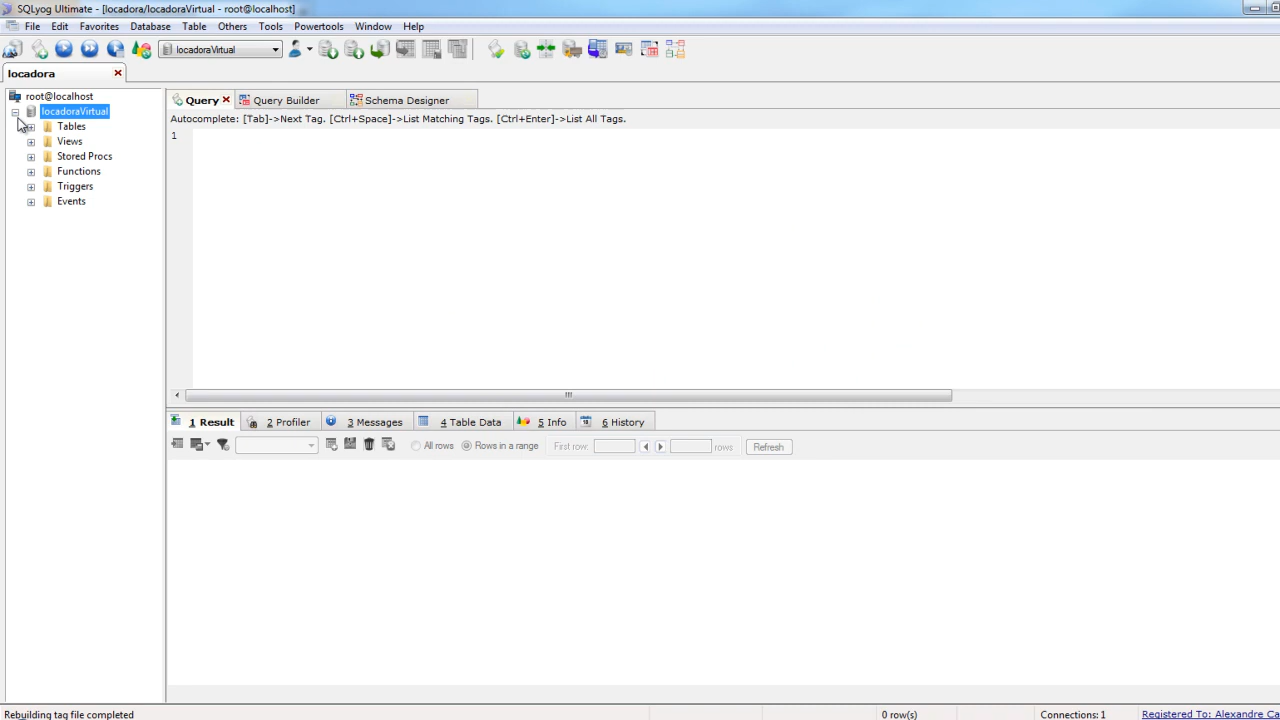 SQLyog Ultimate - [locadora/locadoraVirtual - root@localhost]
File Edit Favorites Database Table Others Tools Powertools Window Help
locadoraVirtual
locadora
root@localhost
locadoraVirtual
Tables
Views
Stored Procs
Functions
Triggers
Events
Query Query Builder Schema Designer
Autocomplete: [Tab]->Next Tag. [Ctrl+Space]->List Matching Tags. [Ctrl+Enter]->List All Tags.
1
1 Result 2 Profiler 3 Messages 4 Table Data 5 Info 6 History
All rows Rows in a range First row: rows Refresh
Rebuilding tag file completed 0 row(s) Connections: 1 Registered To: Alexandre Ca